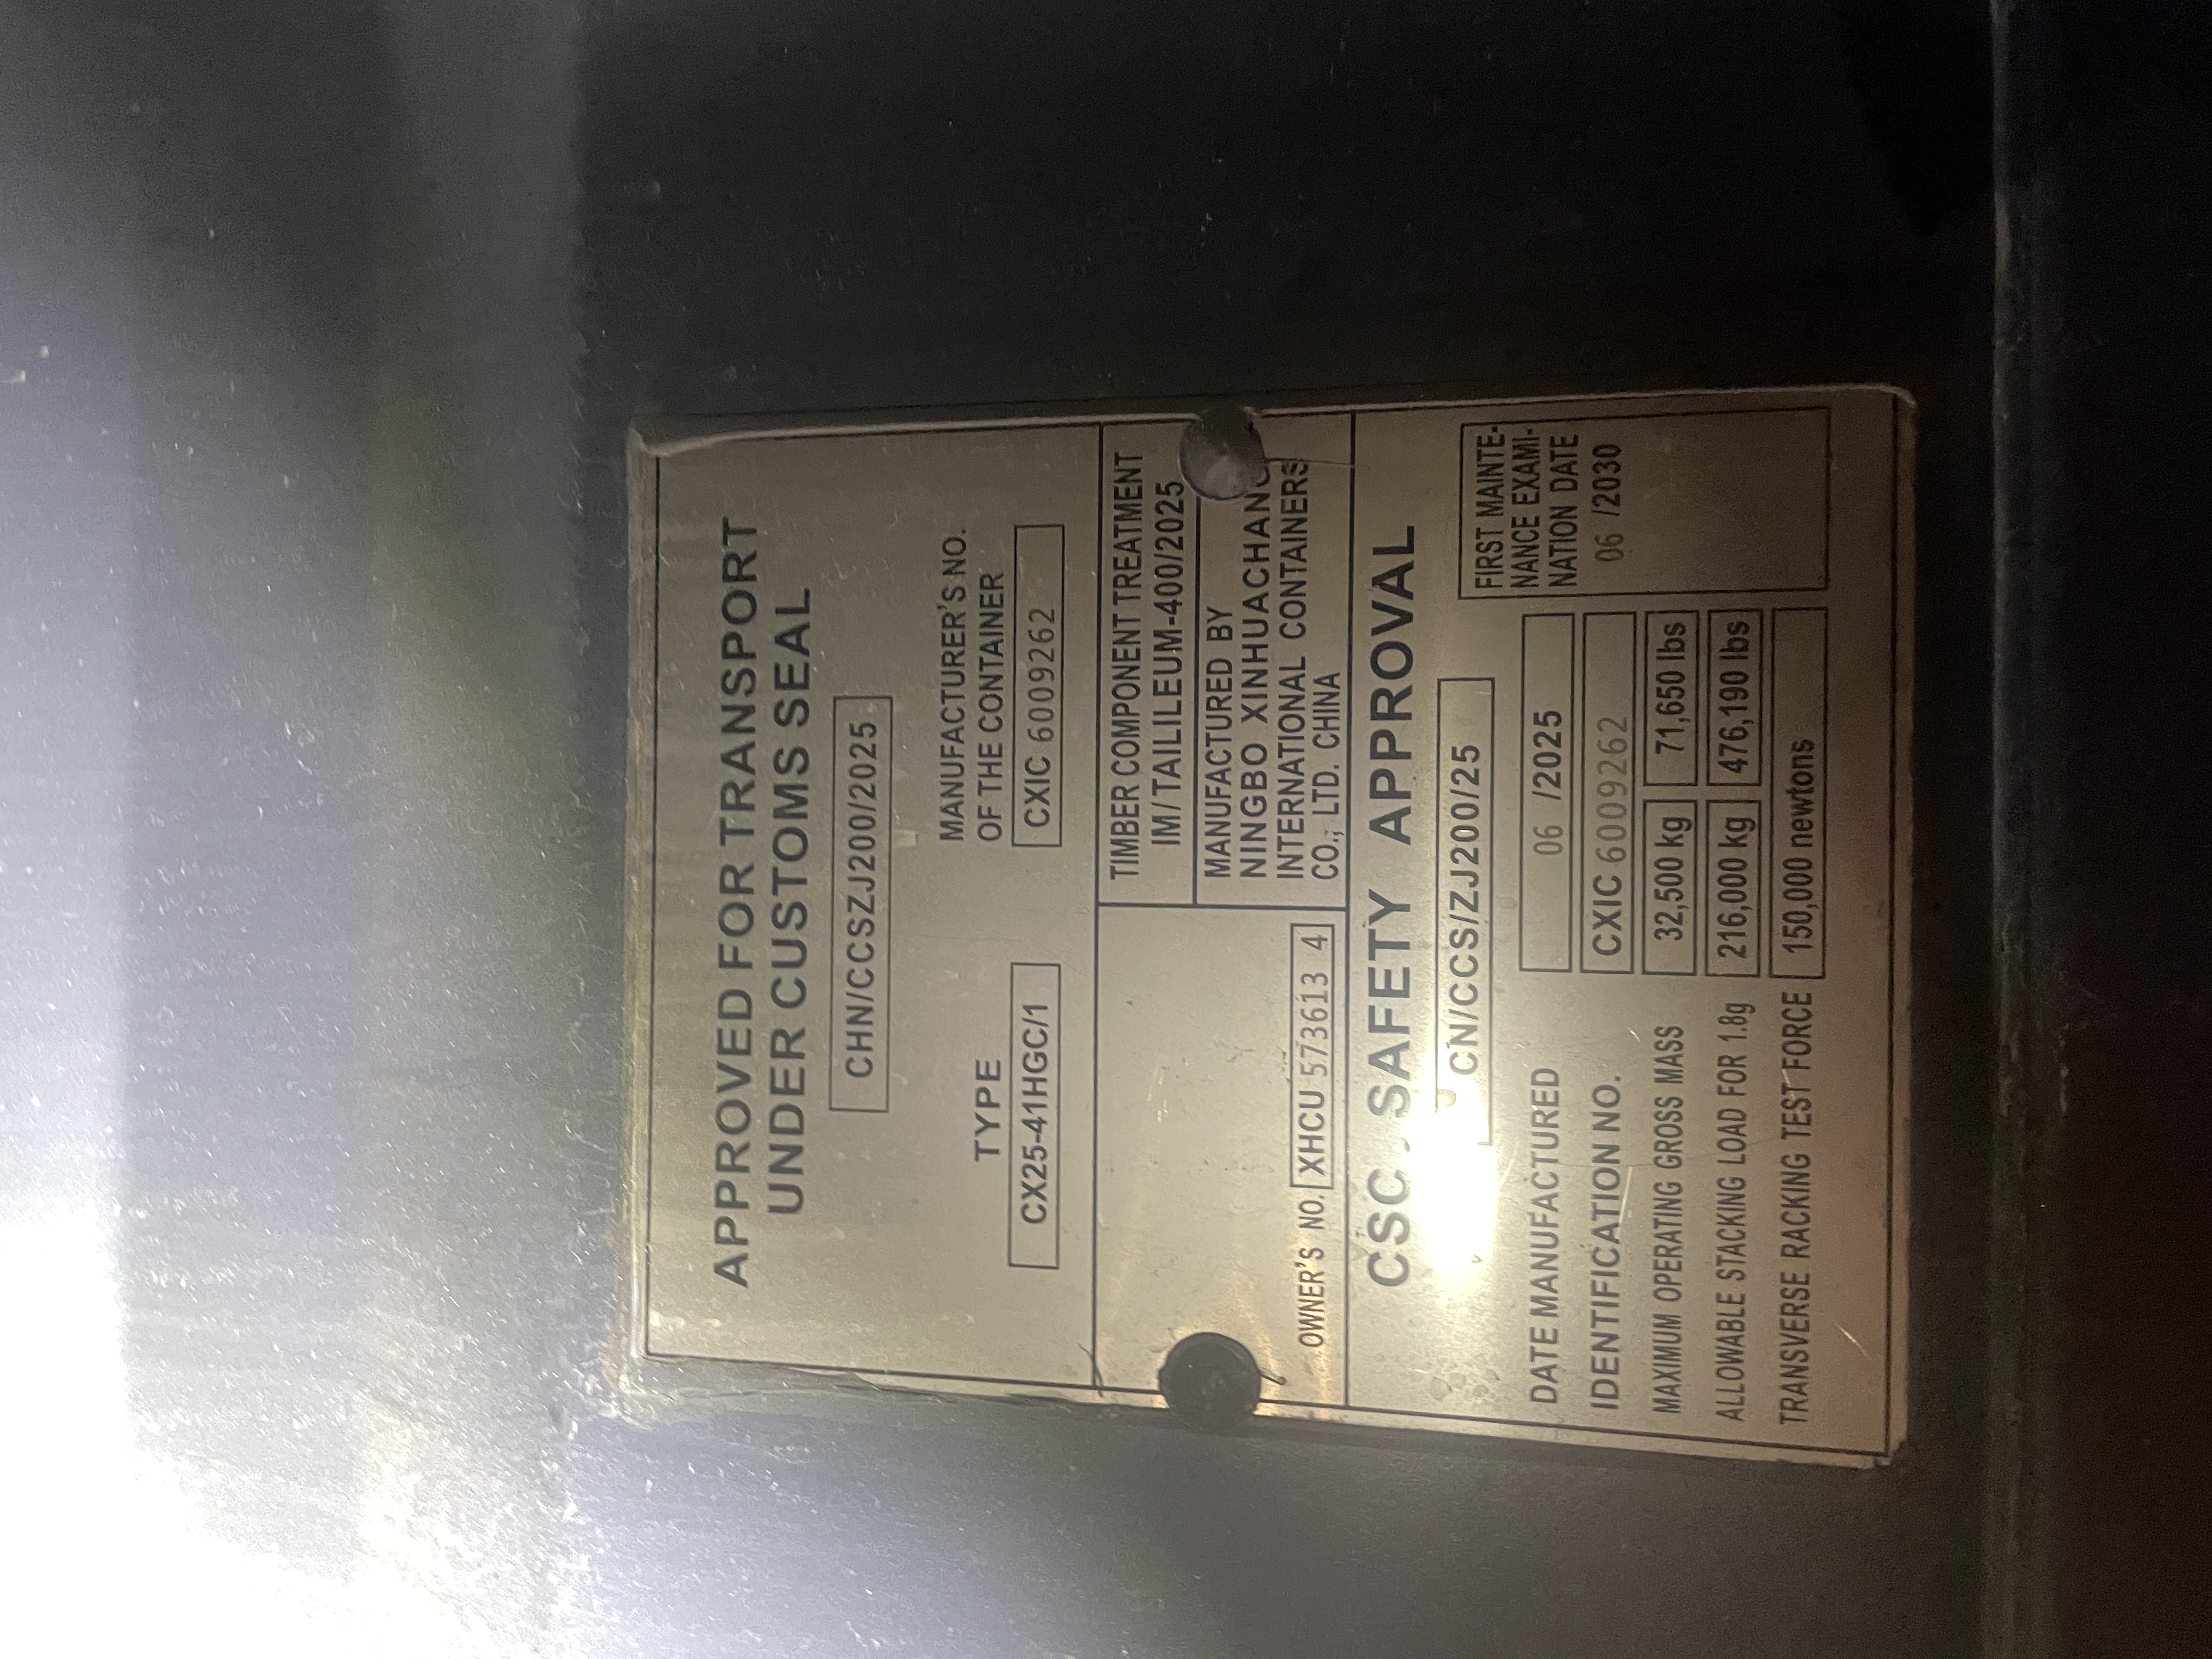 APPROVED FOR TRANSPORT
UNDER CUSTOMS SEAL
CHN/CCSZJ200/2025
TYPE
CX25-41HGC/1
MANUFACTURER'S NO.
OF THE CONTAINER
CXIC 6009262
TIMBER COMPONENT TREATMENT
IM/TAILILEUM-400/2025
MANUFACTURED BY
NINGBO XINHUACHANG
INTERNATIONAL CONTAINERS
CO., LTD. CHINA
OWNER'S NO. XHCU 573613 4
CSC SAFETY APPROVAL
CN/CCS/ZJ200/25
DATE MANUFACTURED 06 /2025
IDENTIFICATION NO. CXIC 6009262
MAXIMUM OPERATING GROSS MASS 32,500 kg 71,650 lbs
ALLOWABLE STACKING LOAD FOR 1.8g 216,000 kg 476,190 lbs
TRANSVERSE RACKING TEST FORCE 150,000 newtons
FIRST MAINTE-
NANCE EXAMI-
NATION DATE
06 /2030